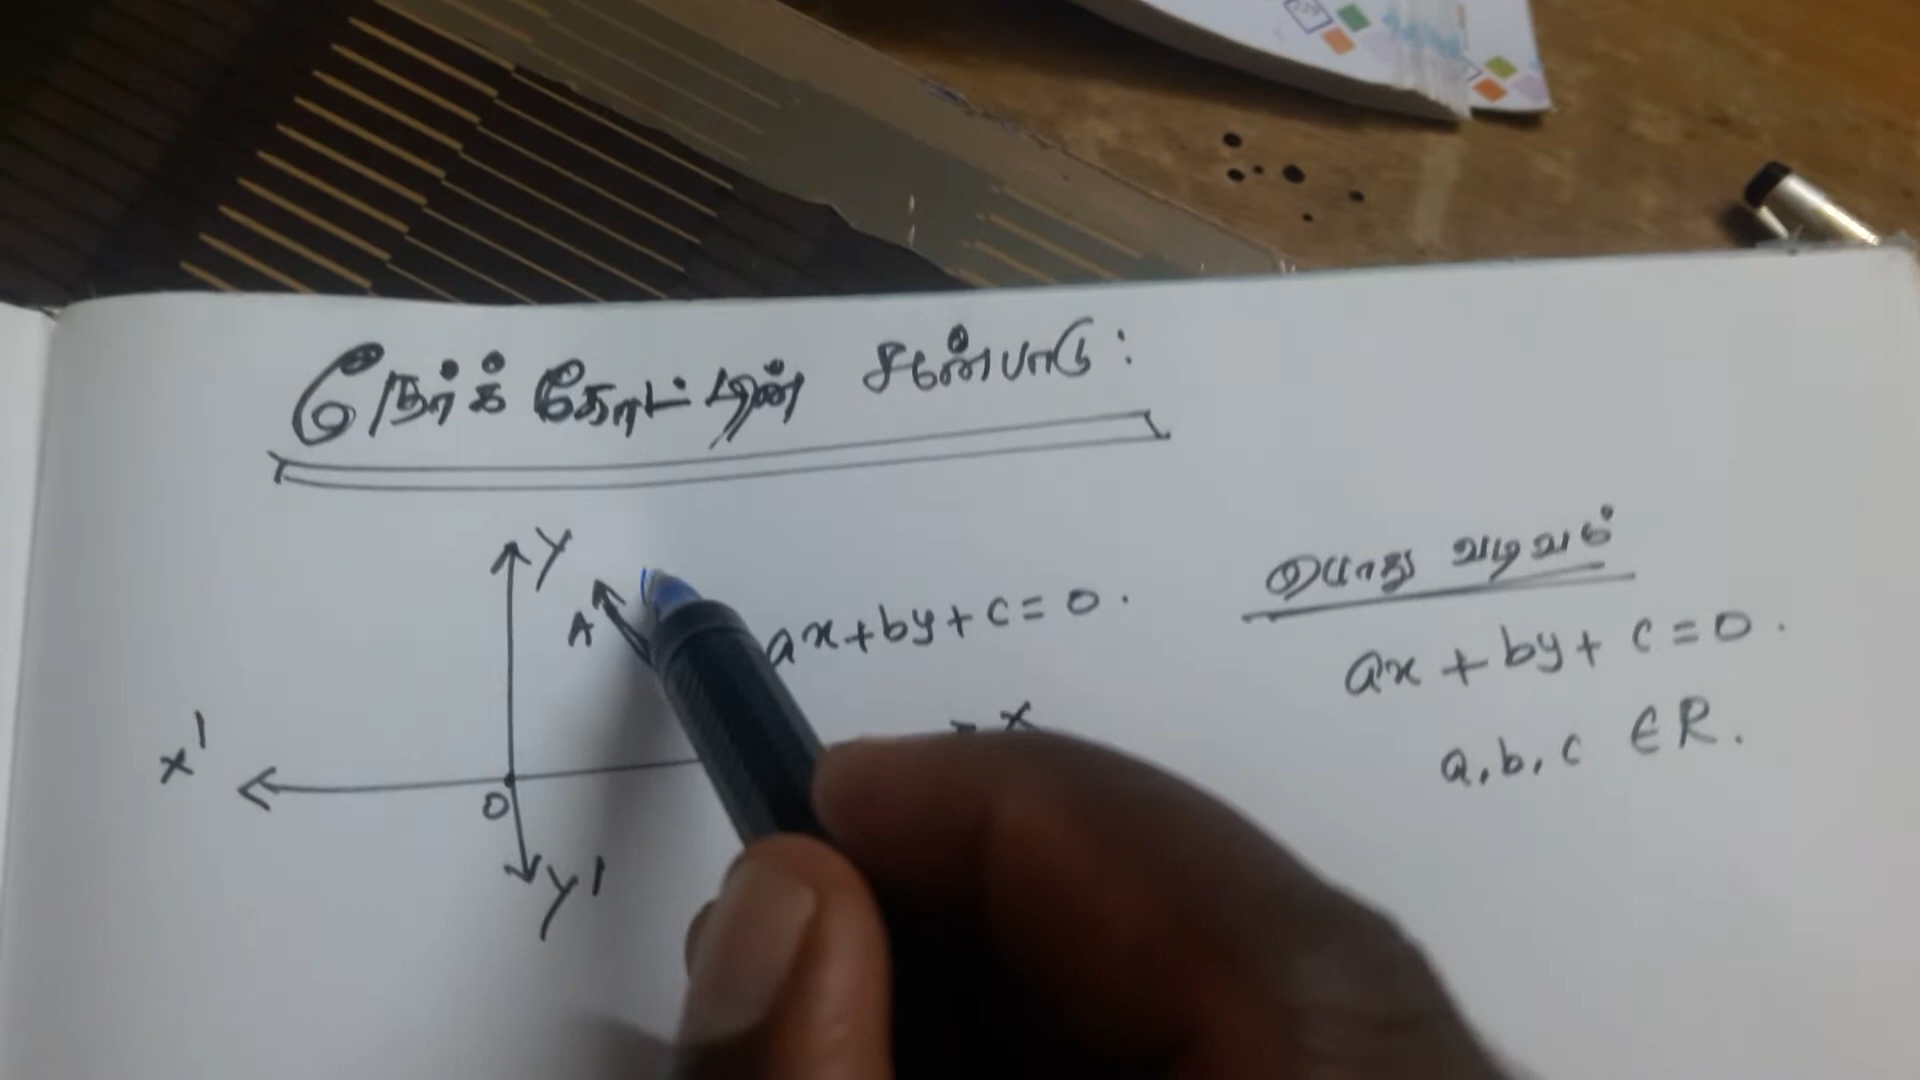 நேர்க் கோட்டின் சமன்பாடு:
y
A
ax+by+c=0.
x'
x
O
y'
பொது வடிவம்
ax + by + c = 0.
a, b, c ∈ R.